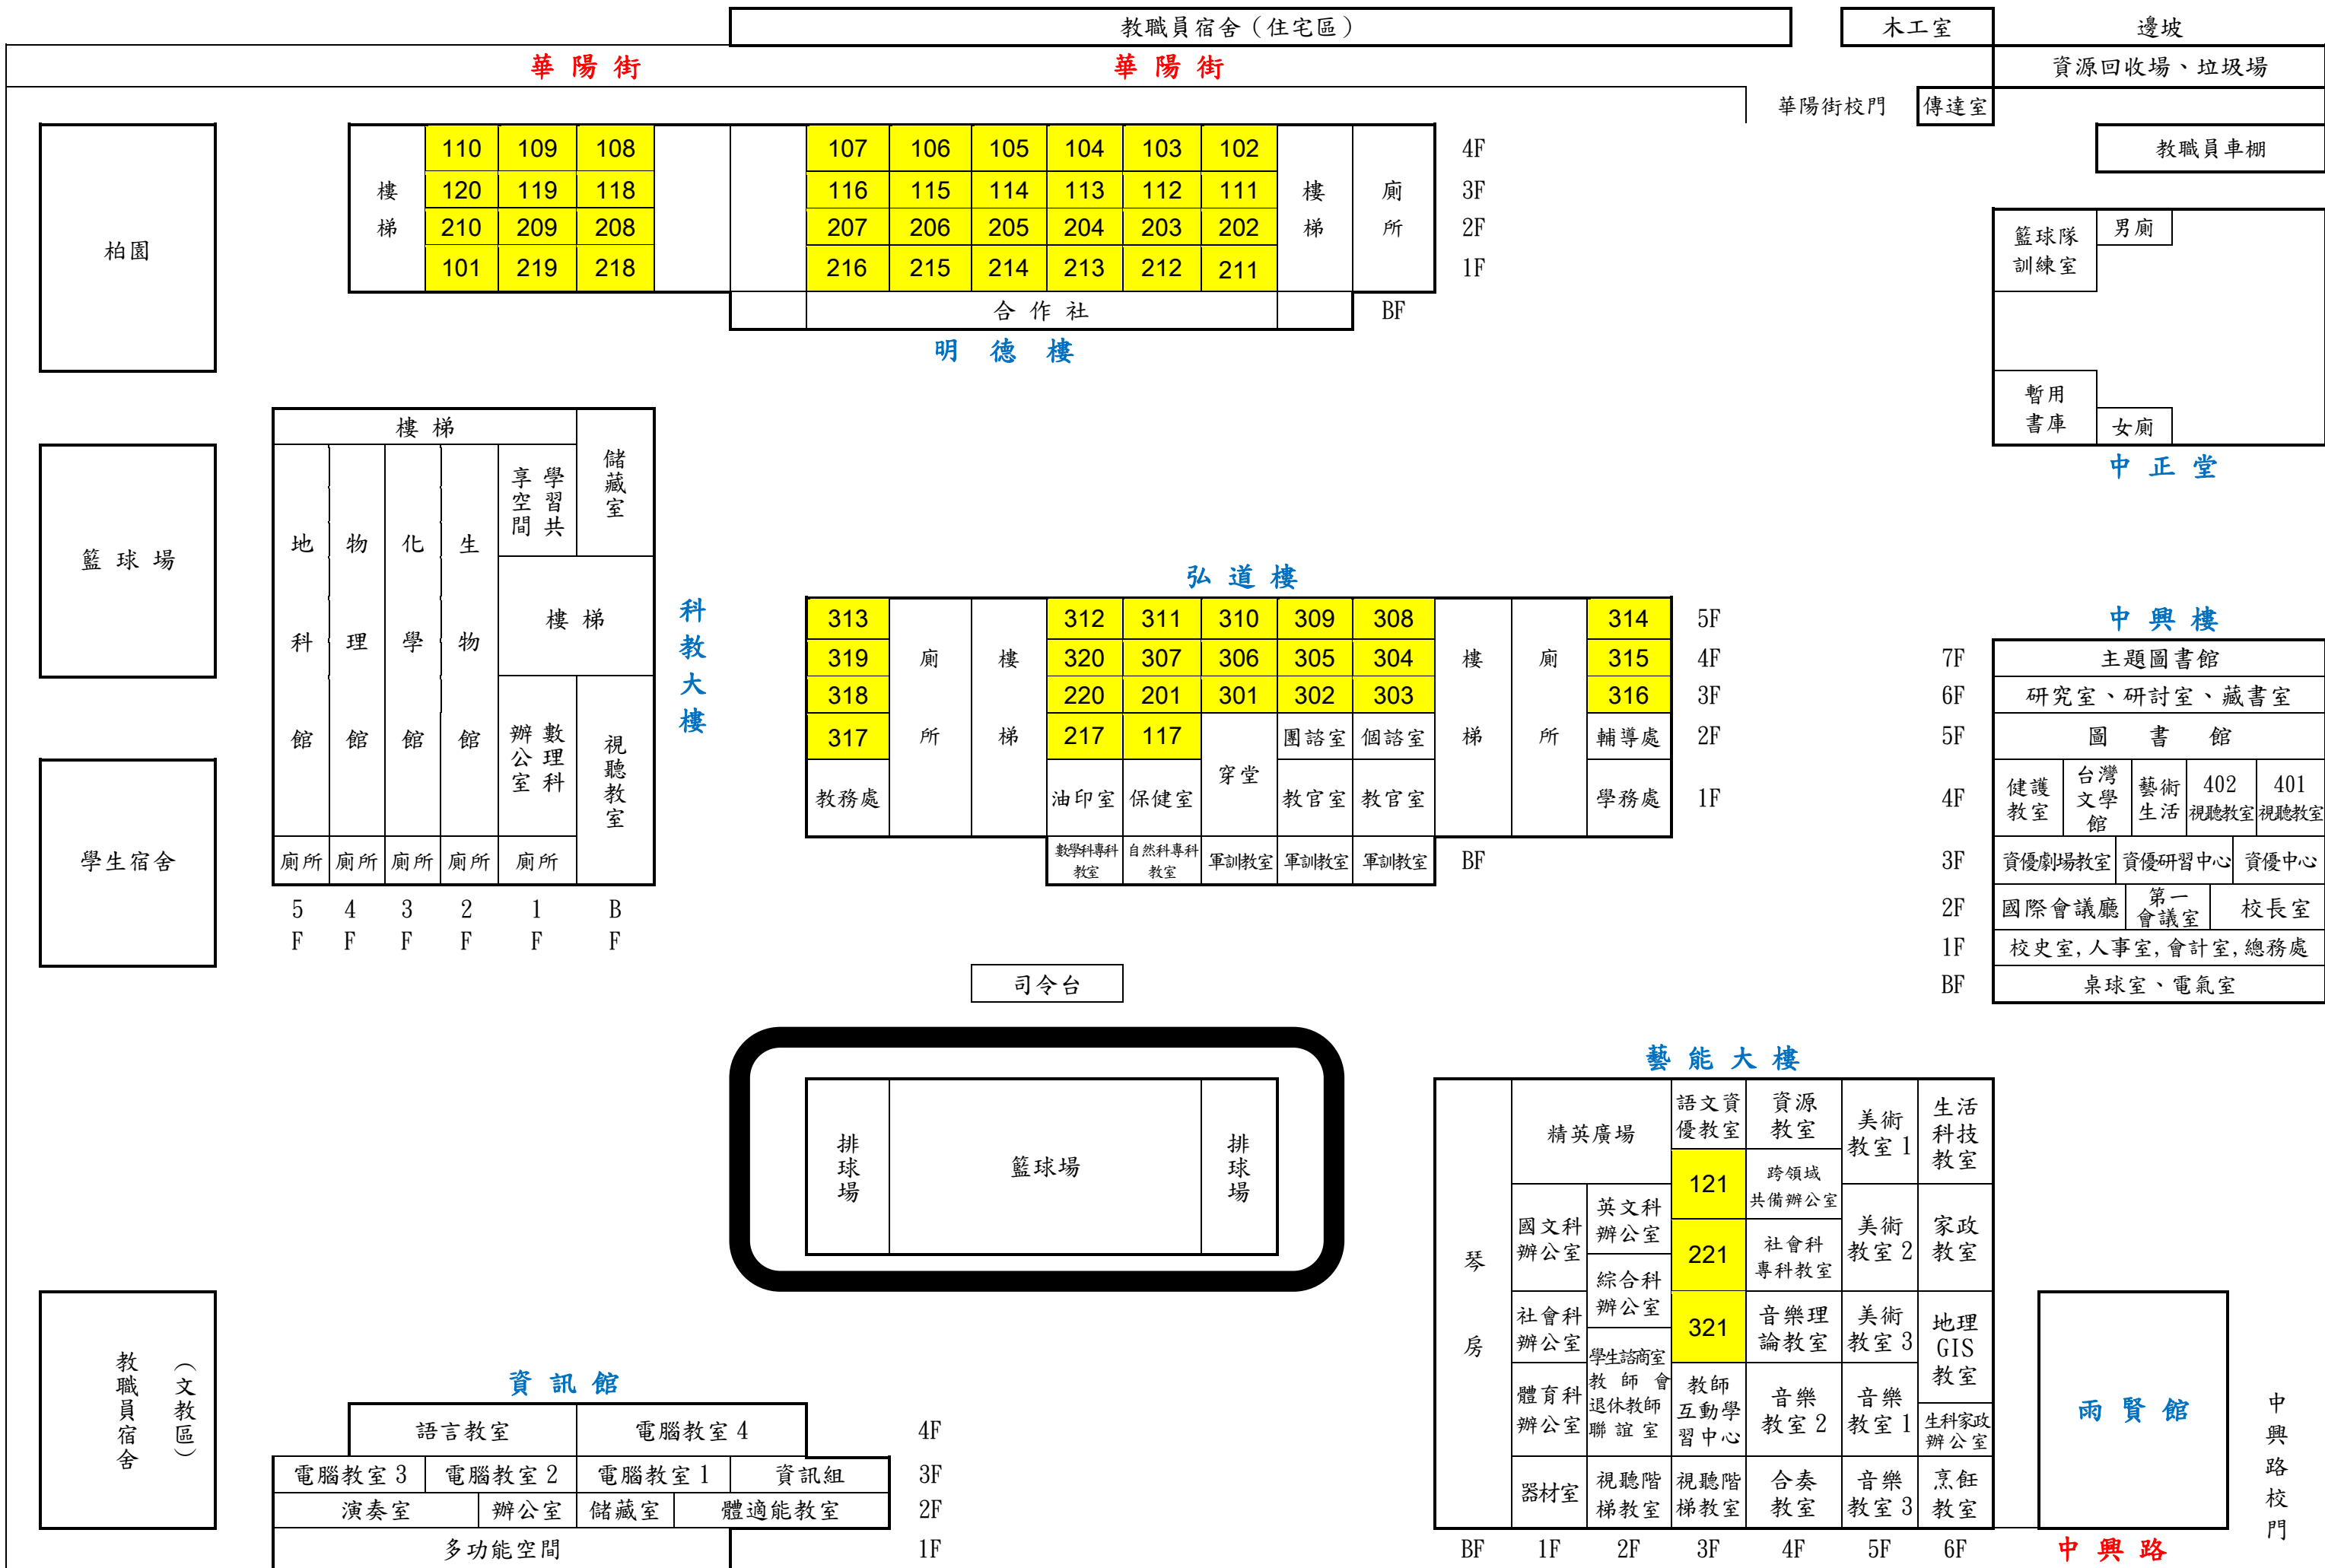 教職員宿舍（住宅區）
木工室
邊坡
華陽街
華陽街
資源回收場、垃圾場
華陽街校門
傳達室
教職員車棚
柏園
樓梯
110 109 108
120 119 118
210 209 208
101 219 218
107 106 105 104 103 102
116 115 114 113 112 111
207 206 205 204 203 202
216 215 214 213 212 211
樓梯
廁所
4F
3F
2F
1F
合作社
BF
明德樓
籃球隊
訓練室
男廁
暫用
書庫
女廁
中正堂
籃球場
學生宿舍
樓梯
地科館
物理館
化學館
生物館
學習共
享空間
儲藏室
樓梯
數理科
辦公室
視聽教室
廁所 廁所 廁所 廁所 廁所
5F 4F 3F 2F 1F BF
科教大樓
弘道樓
313
319
318
317
教務處
廁所
樓梯
312 311 310 309 308
320 307 306 305 304
220 201 301 302 303
217 117 團諮室 個諮室
穿堂
油印室 保健室 教官室 教官室
樓梯
廁所
314
315
316
輔導處
學務處
5F
4F
3F
2F
1F
數學科專科
教室
自然科專科
教室
軍訓教室 軍訓教室 軍訓教室
BF
中興樓
7F 主題圖書館
6F 研究室、研討室、藏書室
5F 圖書館
4F
健護
教室
台灣
文學
館
藝術
生活
402
視聽教室
401
視聽教室
3F 資優劇場教室 資優研習中心 資優中心
2F 國際會議廳
第一
會議室
校長室
1F 校史室,人事室,會計室,總務處
BF 桌球室、電氣室
司令台
排球場
籃球場
排球場
教職員宿舍
（文教區）
資訊館
語言教室 電腦教室4 4F
電腦教室3 電腦教室2 電腦教室1 資訊組 3F
演奏室 辦公室 儲藏室 體適能教室 2F
多功能空間 1F
藝能大樓
琴房
精英廣場
國文科
辦公室
社會科
辦公室
體育科
辦公室
器材室
英文科
辦公室
綜合科
辦公室
學生諮商室
教師會
退休教師
聯誼室
視聽階
梯教室
語文資
優教室
121
221
321
教師
互動學
習中心
視聽階
梯教室
資源
教室
跨領域
共備辦公室
社會科
專科教室
音樂理
論教室
音樂
教室2
合奏
教室
美術
教室1
美術
教室2
美術
教室3
音樂
教室1
音樂
教室3
生活
科技
教室
家政
教室
地理
GIS
教室
生科家政
辦公室
烹飪
教室
BF 1F 2F 3F 4F 5F 6F
雨賢館
中興路校門
中興路